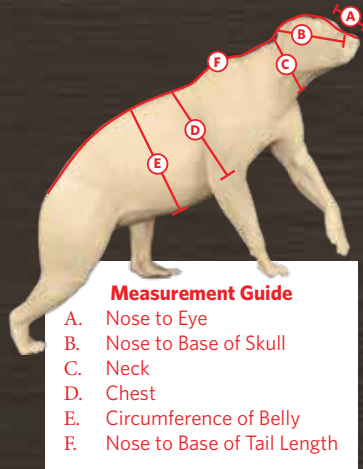 A
B
C
F
D
E
Measurement Guide
A. Nose to Eye
B. Nose to Base of Skull
C. Neck
D. Chest
E. Circumference of Belly
F. Nose to Base of Tail Length